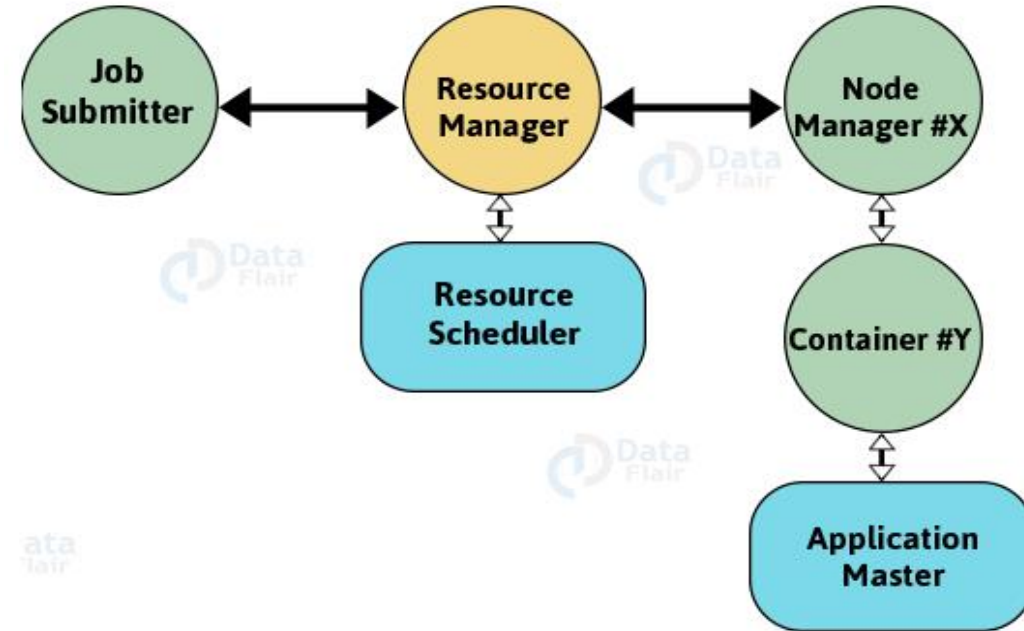 Job
Submitter
Resource
Manager
Node
Manager #X
Data
Flair
Data
Flair
Resource
Scheduler
Container #Y
Data
Flair
Application
Master
ata
lair